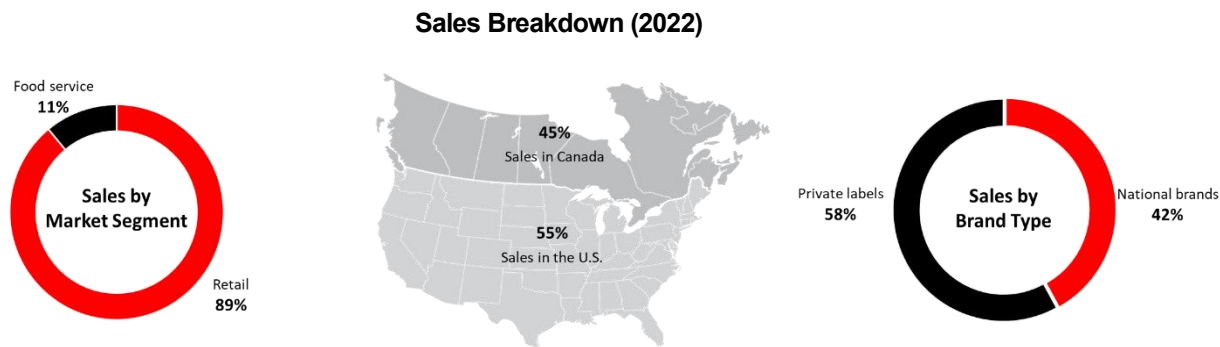 Sales Breakdown (2022)
Food service
11%
Sales by
Market Segment
Retail
89%
45%
Sales in Canada
55%
Sales in the U.S.
Private labels
58%
Sales by
Brand Type
National brands
42%